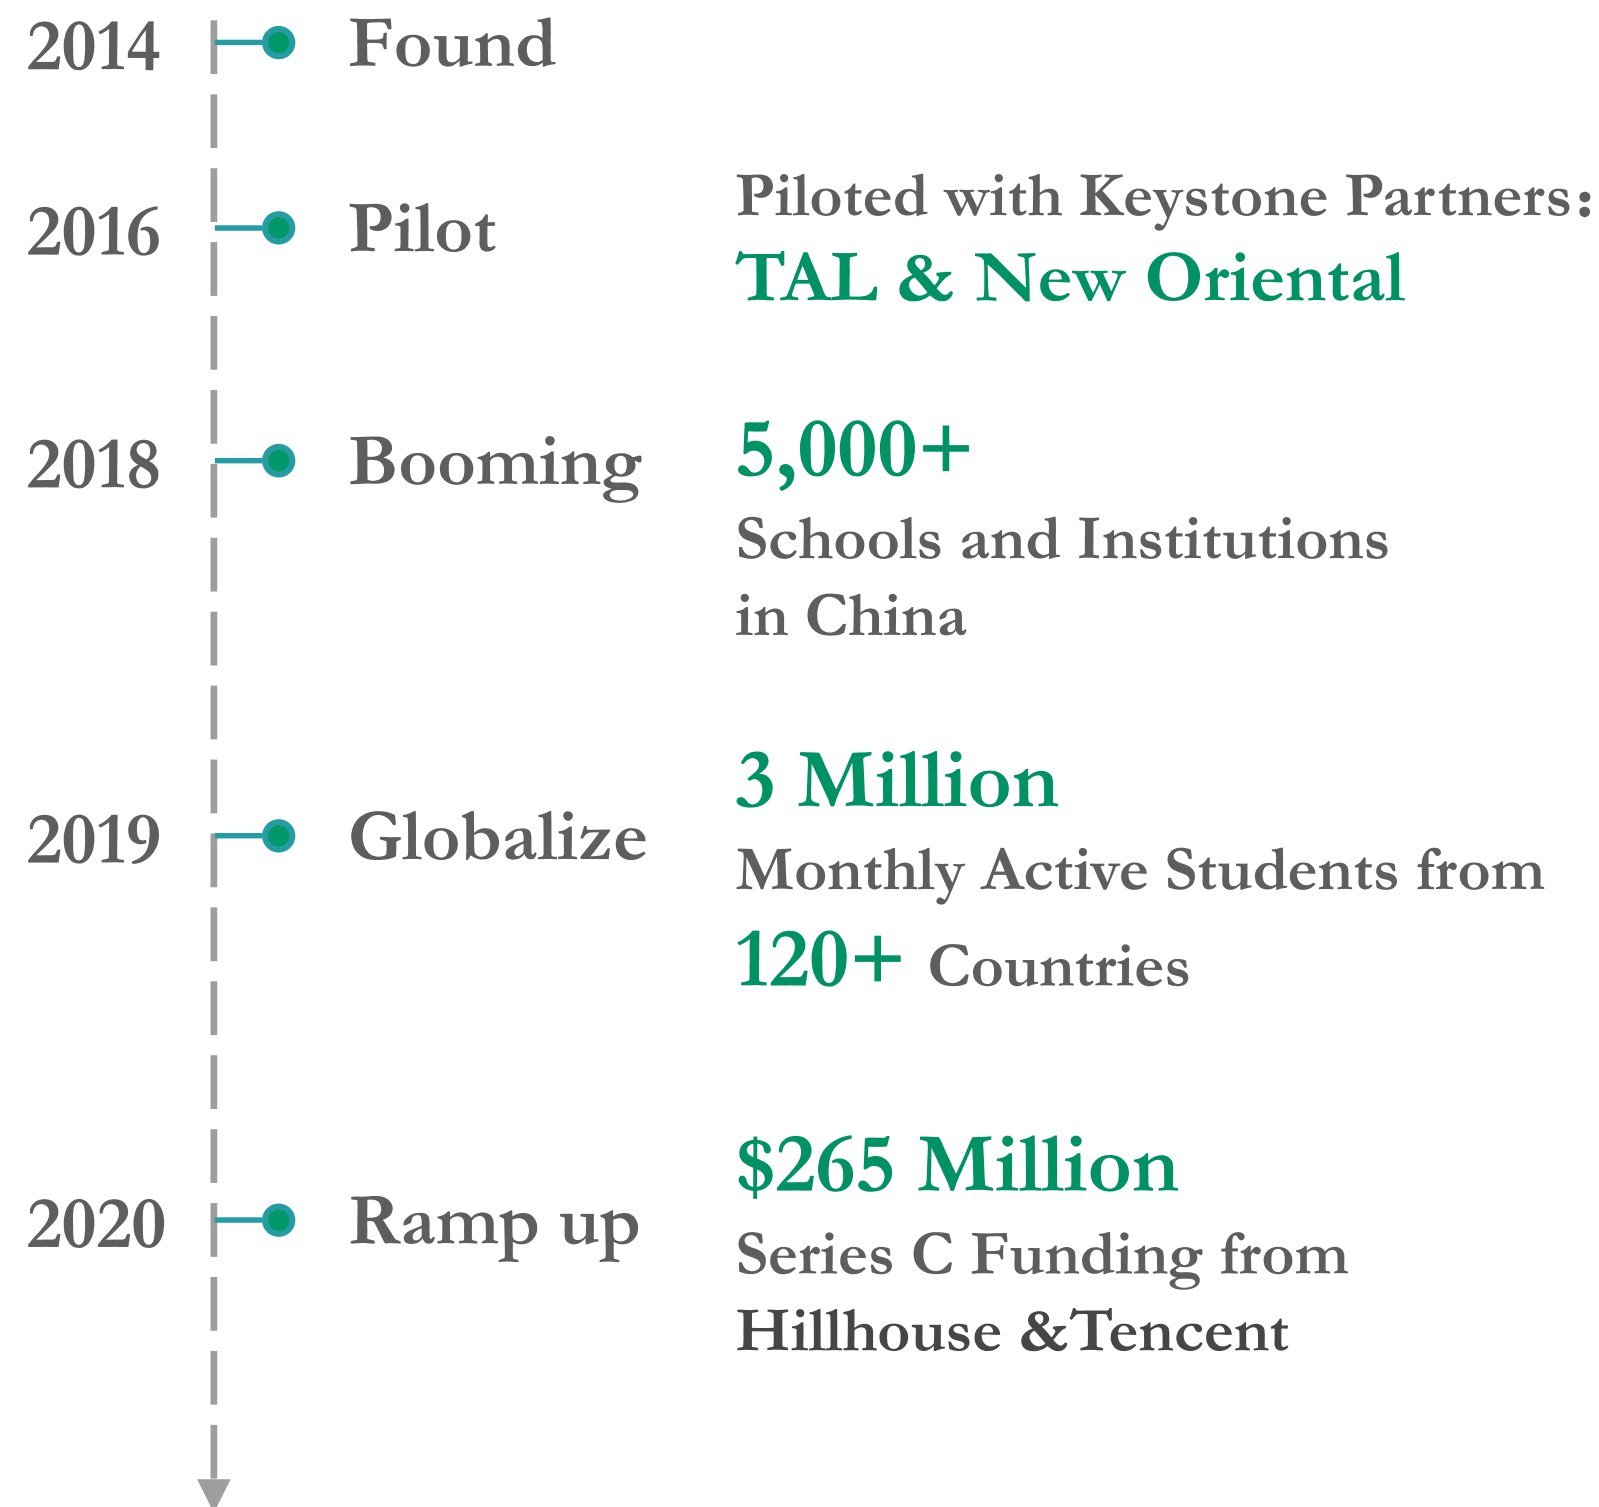 2014 Found
2016 Pilot
Piloted with Keystone Partners:
TAL & New Oriental
2018 Booming
5,000+
Schools and Institutions
in China
2019 Globalize
3 Million
Monthly Active Students from
120+ Countries
2020 Ramp up
$265 Million
Series C Funding from
Hillhouse &Tencent